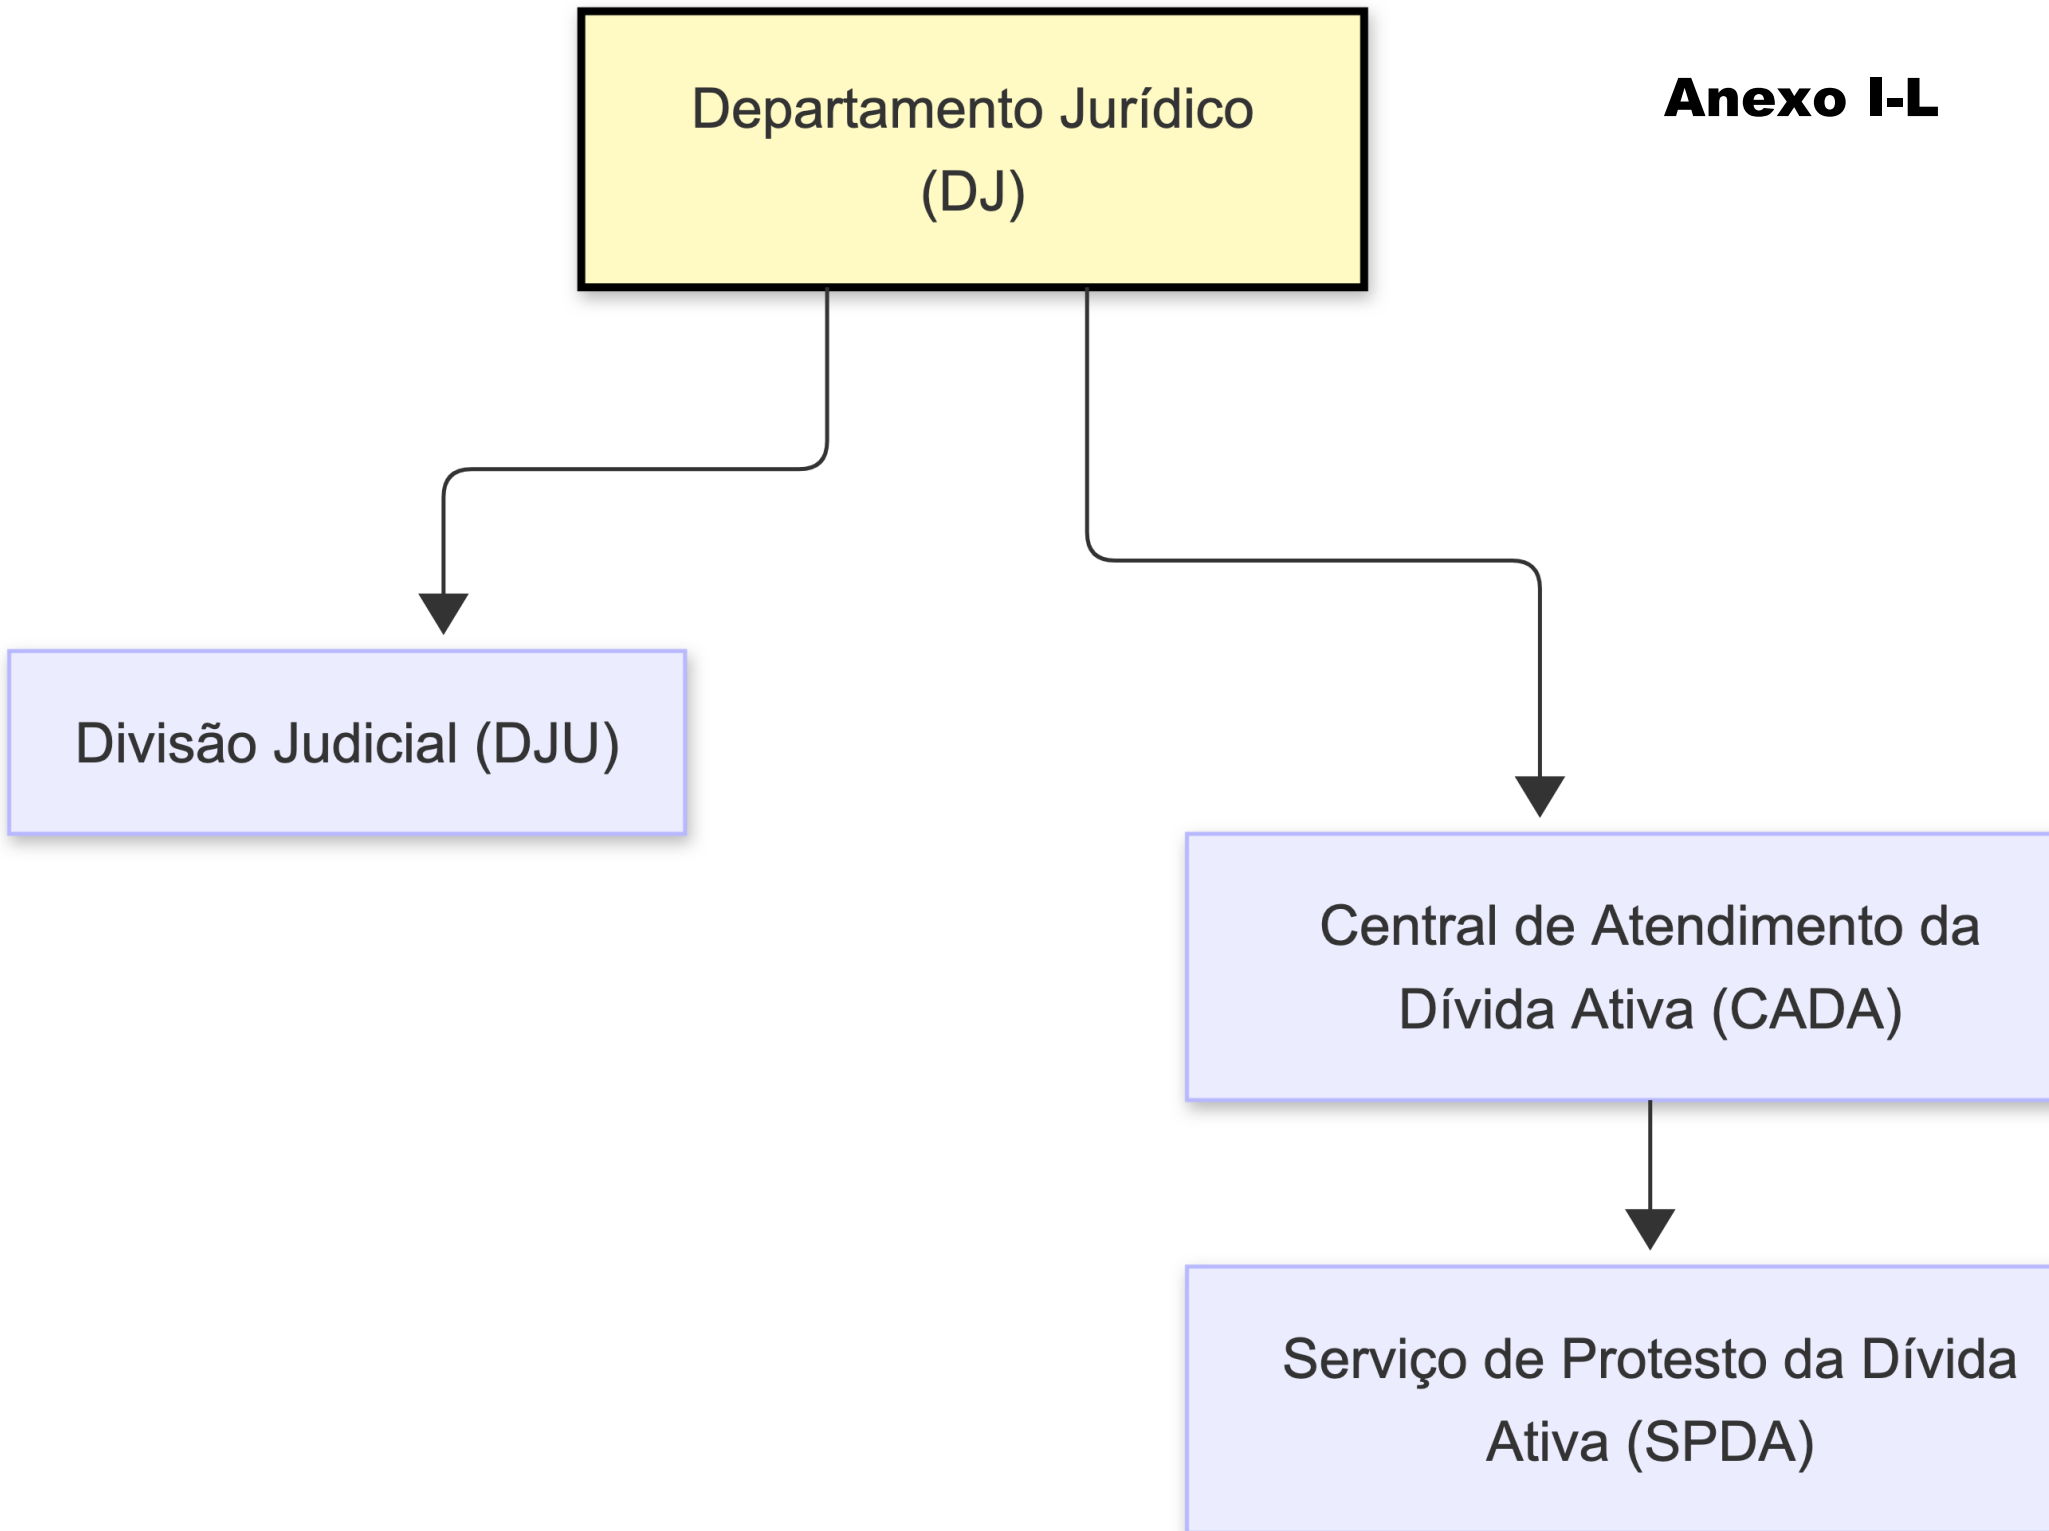 Departamento Jurídico
(DJ)
Anexo I-L
Divisão Judicial (DJU)
Central de Atendimento da
Dívida Ativa (CADA)
Serviço de Protesto da Dívida
Ativa (SPDA)